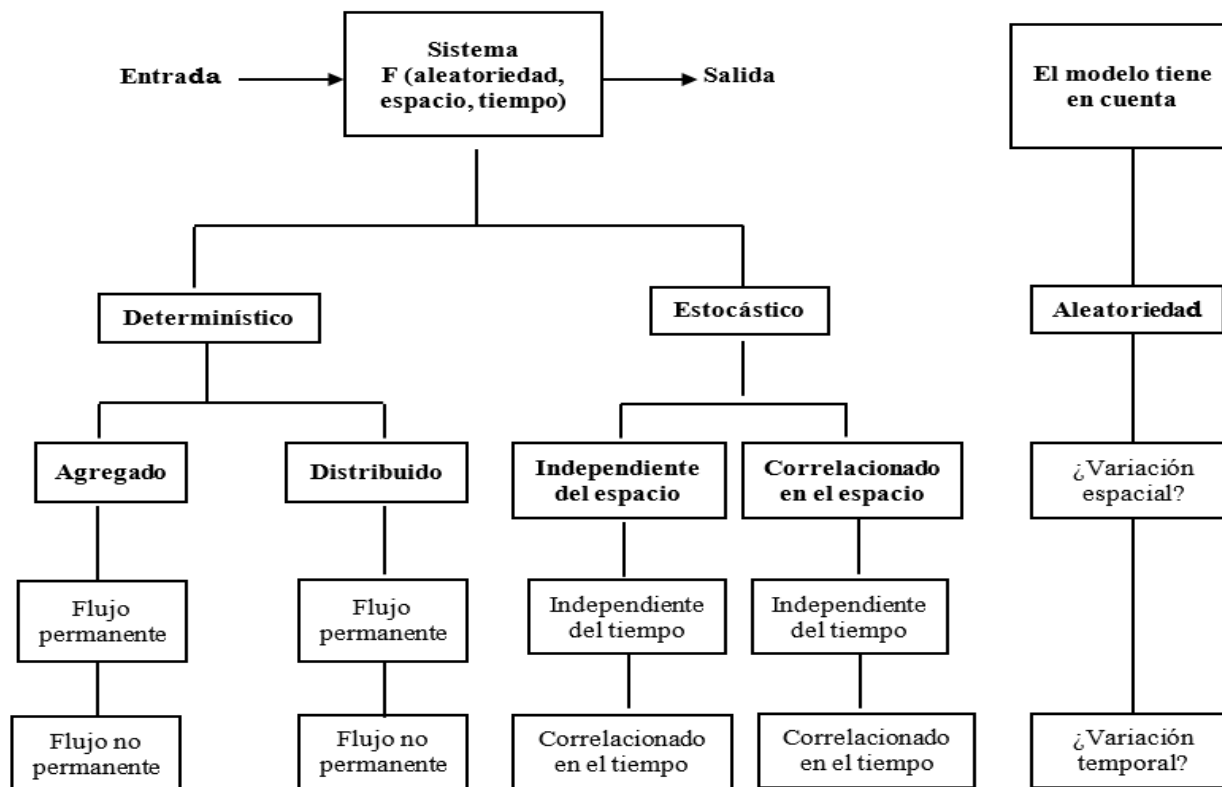 Sistema
F (aleatoriedad,
espacio, tiempo)
Entrada
Salida
El modelo tiene
en cuenta
Determinístico
Estocástico
Aleatoriedad
Agregado
Distribuido
Independiente
del espacio
Correlacionado
en el espacio
¿Variación
espacial?
Flujo
permanente
Flujo
permanente
Independiente
del tiempo
Independiente
del tiempo
Flujo no
permanente
Flujo no
permanente
Correlacionado
en el tiempo
Correlacionado
en el tiempo
¿Variación
temporal?